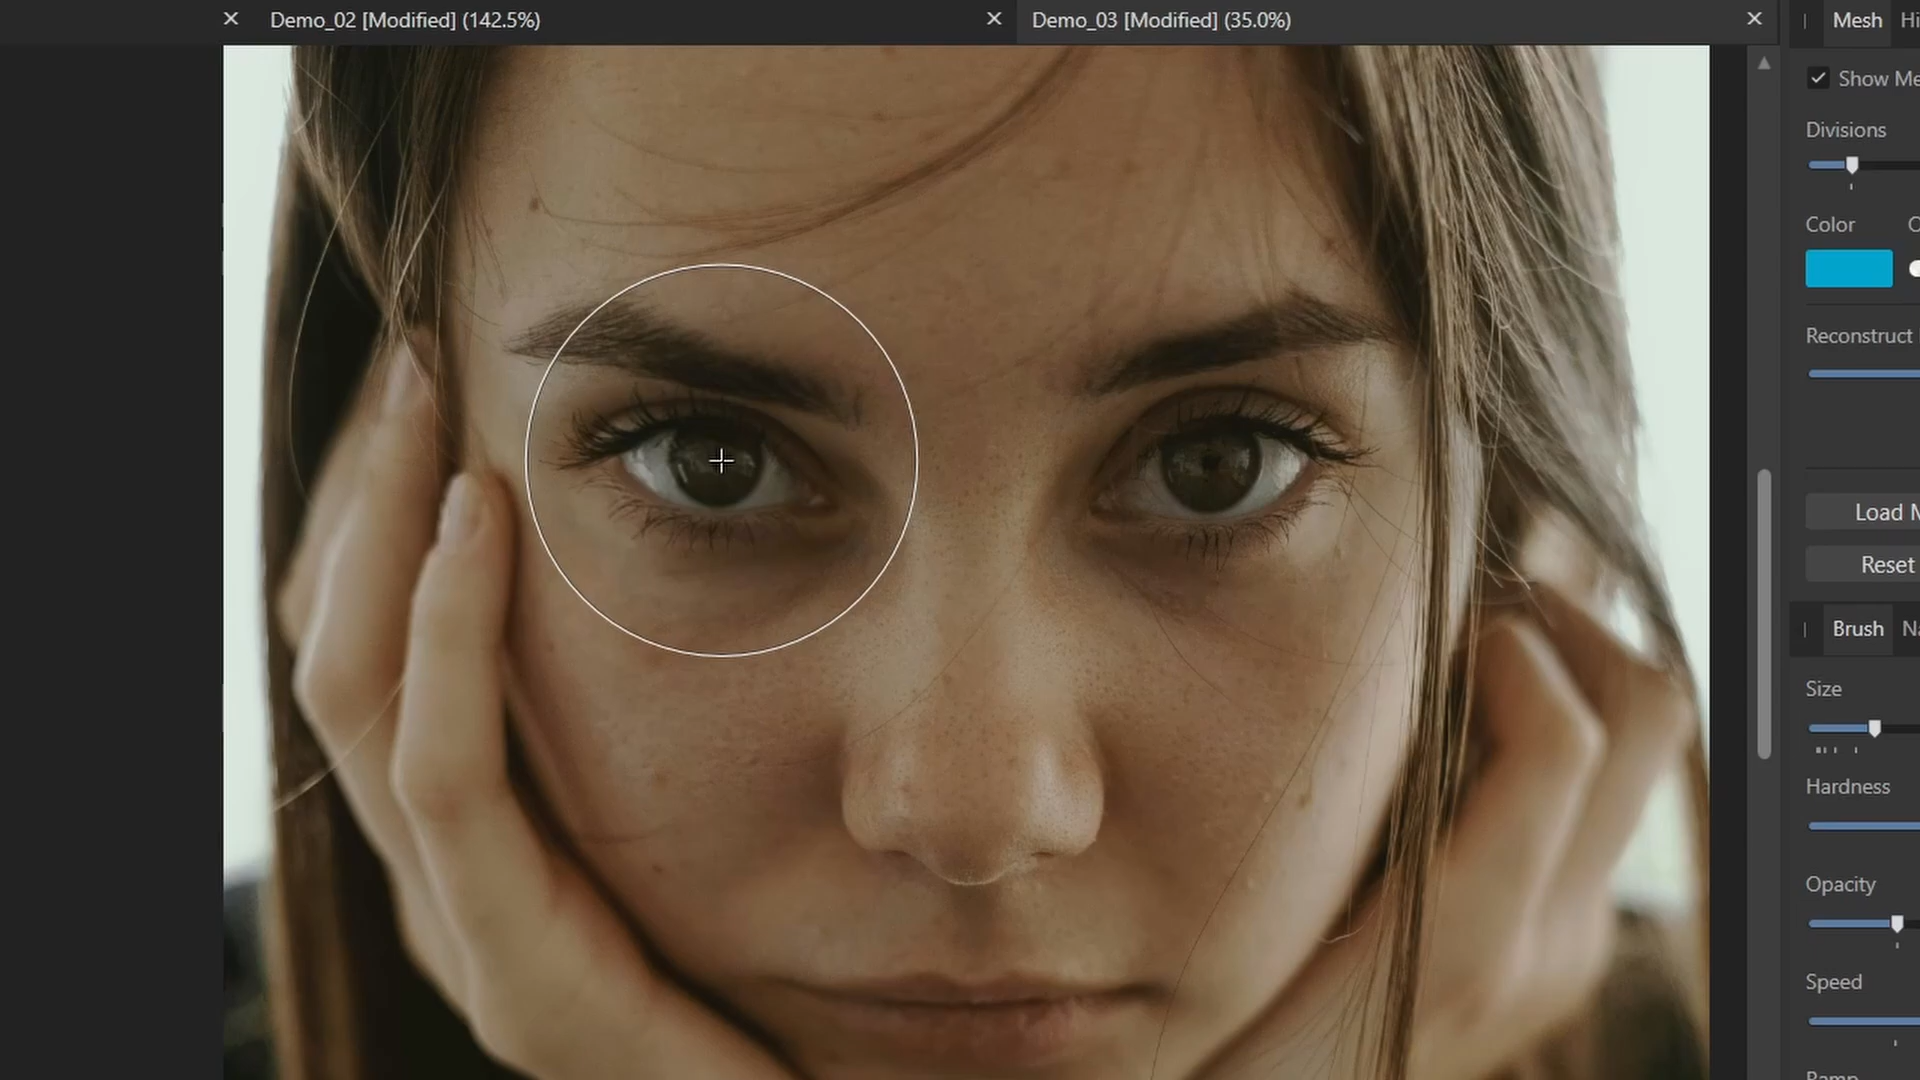 Demo_02 [Modified] (142.5%)
Demo_03 [Modified] (35.0%)
Mesh
Show
Divisions
Color
Reconstruct
Load
Reset
Brush
Size
Hardness
Opacity
Speed
Ramp